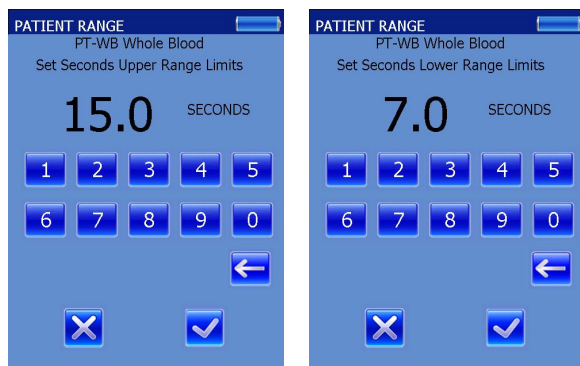 PATIENT RANGE
PT-WB Whole Blood
Set Seconds Upper Range Limits
15.0 SECONDS
1 2 3 4 5
6 7 8 9 0
PATIENT RANGE
PT-WB Whole Blood
Set Seconds Lower Range Limits
7.0 SECONDS
1 2 3 4 5
6 7 8 9 0